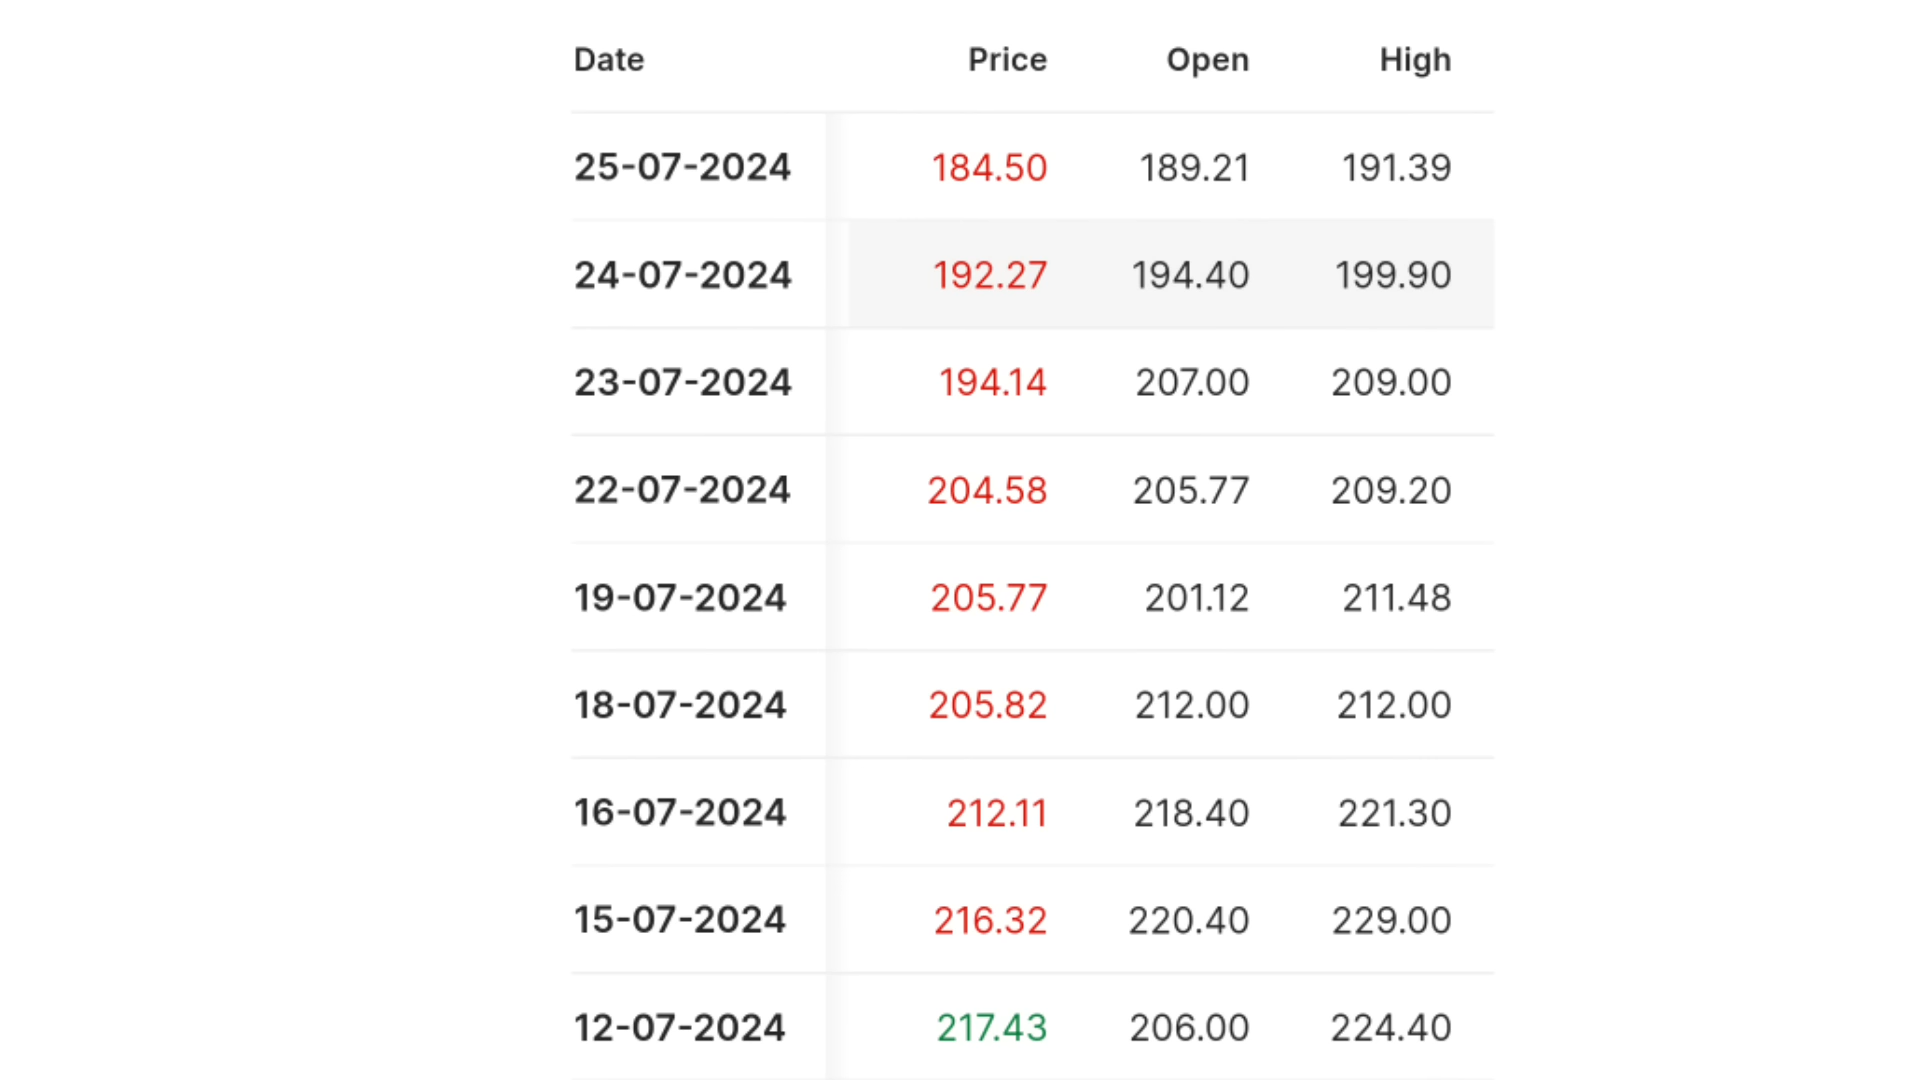 Date Price Open High
25-07-2024 184.50 189.21 191.39
24-07-2024 192.27 194.40 199.90
23-07-2024 194.14 207.00 209.00
22-07-2024 204.58 205.77 209.20
19-07-2024 205.77 201.12 211.48
18-07-2024 205.82 212.00 212.00
16-07-2024 212.11 218.40 221.30
15-07-2024 216.32 220.40 229.00
12-07-2024 217.43 206.00 224.40